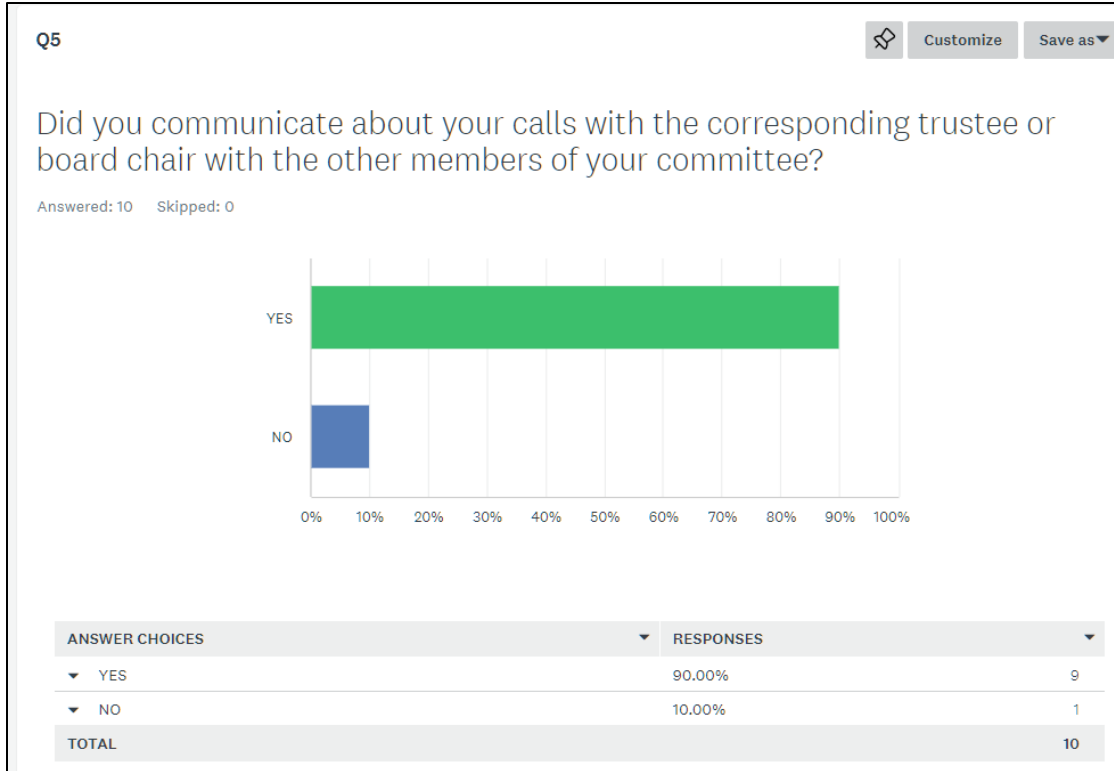 Q5
Customize
Save as
Did you communicate about your calls with the corresponding trustee or
board chair with the other members of your committee?
Answered: 10 Skipped: 0
YES
NO
0% 10% 20% 30% 40% 50% 60% 70% 80% 90% 100%
ANSWER CHOICES RESPONSES
YES 90.00% 9
NO 10.00% 1
TOTAL 10